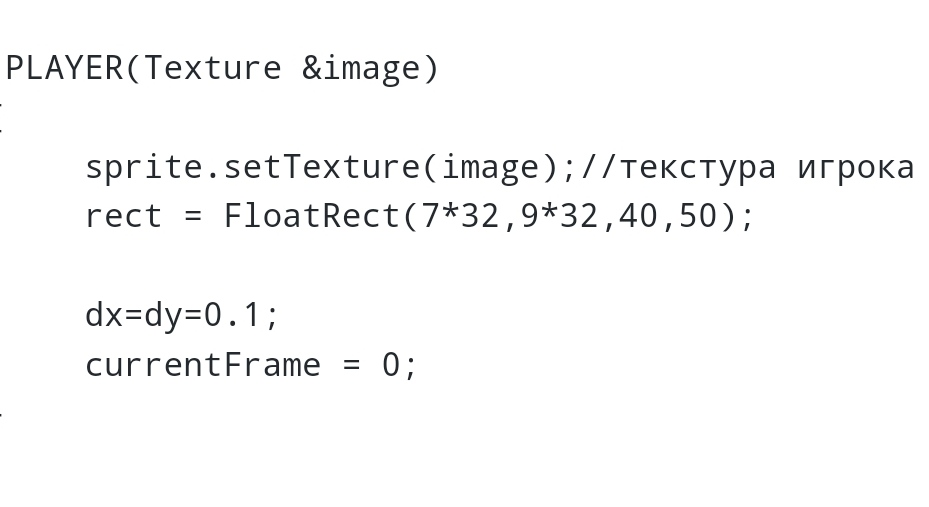 PLAYER(Texture &image)
{
sprite.setTexture(image);//текстура игрока
rect = FloatRect(7*32,9*32,40,50);
dx=dy=0.1;
currentFrame = 0;
}